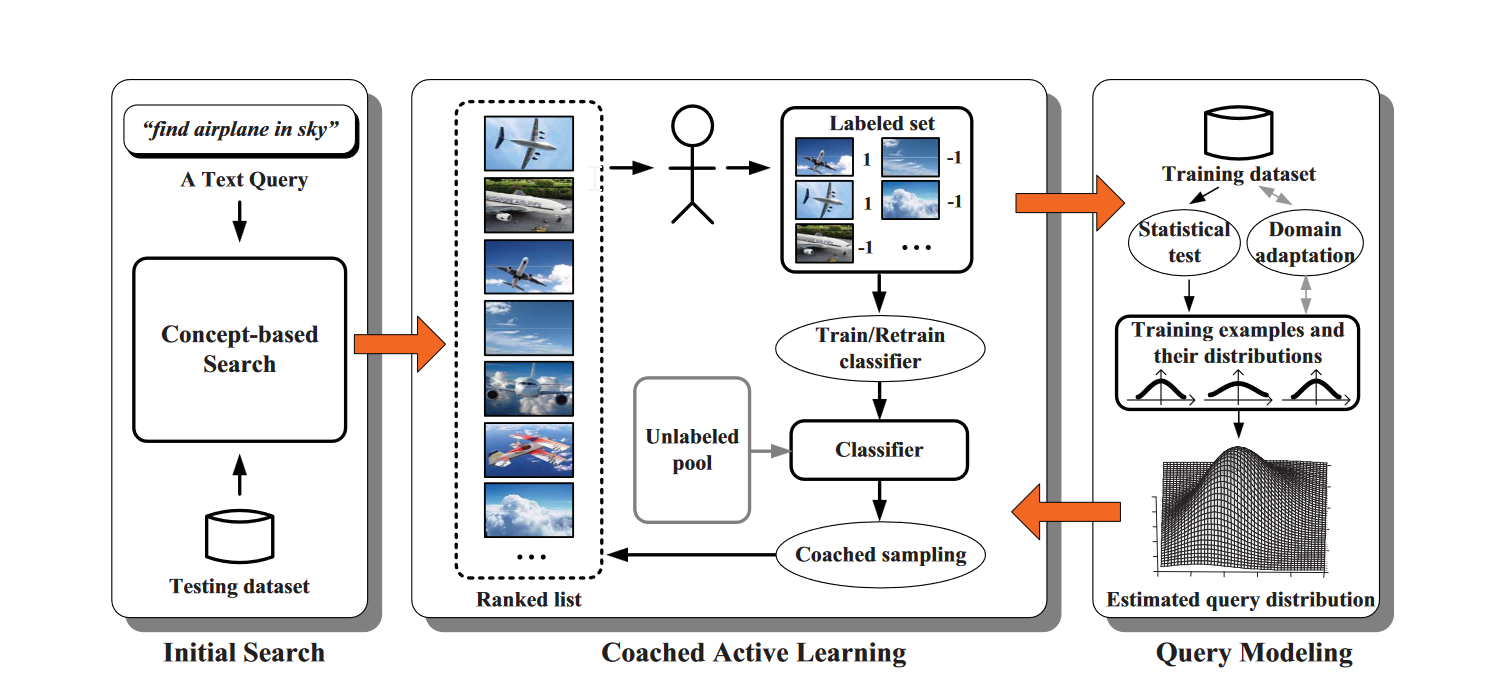 “find airplane in sky”
A Text Query
Concept-based
Search
Testing dataset
Initial Search
...
Ranked list
Labeled set
1
-1
1
-1
-1
...
Train/Retrain
classifier
Unlabeled
pool
Classifier
Coached sampling
Coached Active Learning
Training dataset
Statistical
test
Domain
adaptation
Training examples and
their distributions
Estimated query distribution
Query Modeling